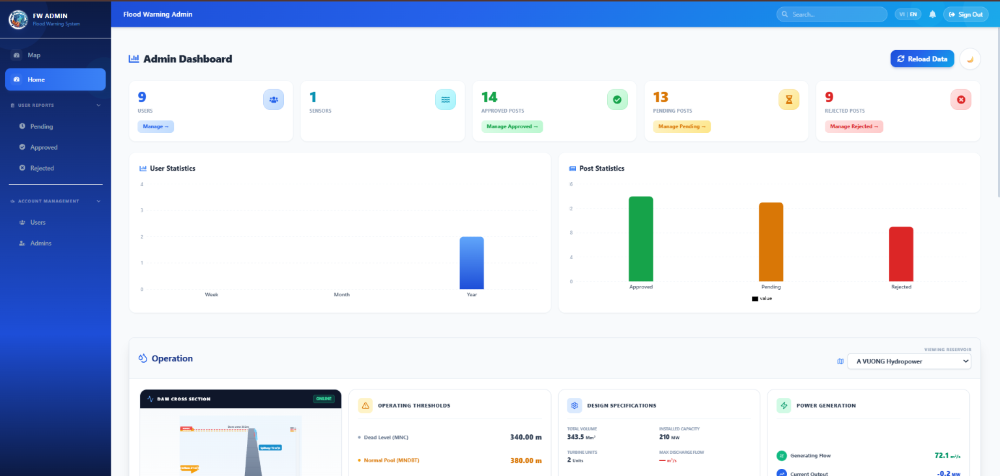 FW ADMIN
Flood Warning System
Flood Warning Admin
Search...
VI | EN
Sign Out
Map
Home
USER REPORTS
Pending
Approved
Rejected
ACCOUNT MANAGEMENT
Users
Admins
Admin Dashboard
Reload Data
9
USERS
Manage →
1
SENSORS
14
APPROVED POSTS
Manage Approved →
13
PENDING POSTS
Manage Pending →
9
REJECTED POSTS
Manage Rejected →
User Statistics
4
3
2
1
0
Week Month Year
Post Statistics
6
2
8
4
0
Approved Pending Rejected
value
Operation
VIEWING RESERVOIR
A VUONG Hydropower
DAM CROSS SECTION
ONLINE
Dam crest
OPERATING THRESHOLDS
Dead Level (MNC) 340.00 m
Normal Pool (MNDBT) 380.00 m
DESIGN SPECIFICATIONS
TOTAL VOLUME
343.5 Mm³
INSTALLED CAPACITY
210 MW
TURBINE UNITS
2 Units
MAX DISCHARGE FLOW
— m³/s
POWER GENERATION
Generating Flow 72.1 m³/s
Current Output -0.2 MW